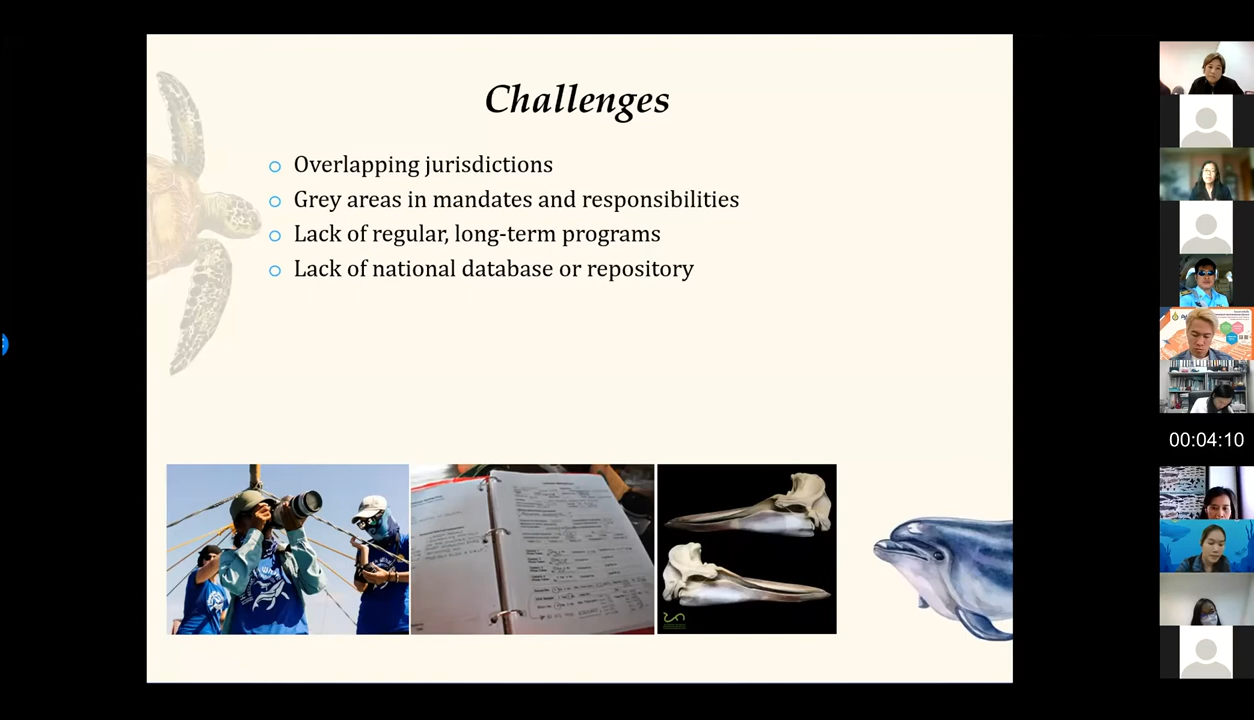 Challenges
Overlapping jurisdictions
Grey areas in mandates and responsibilities
Lack of regular, long-term programs
Lack of national database or repository
00:04:10